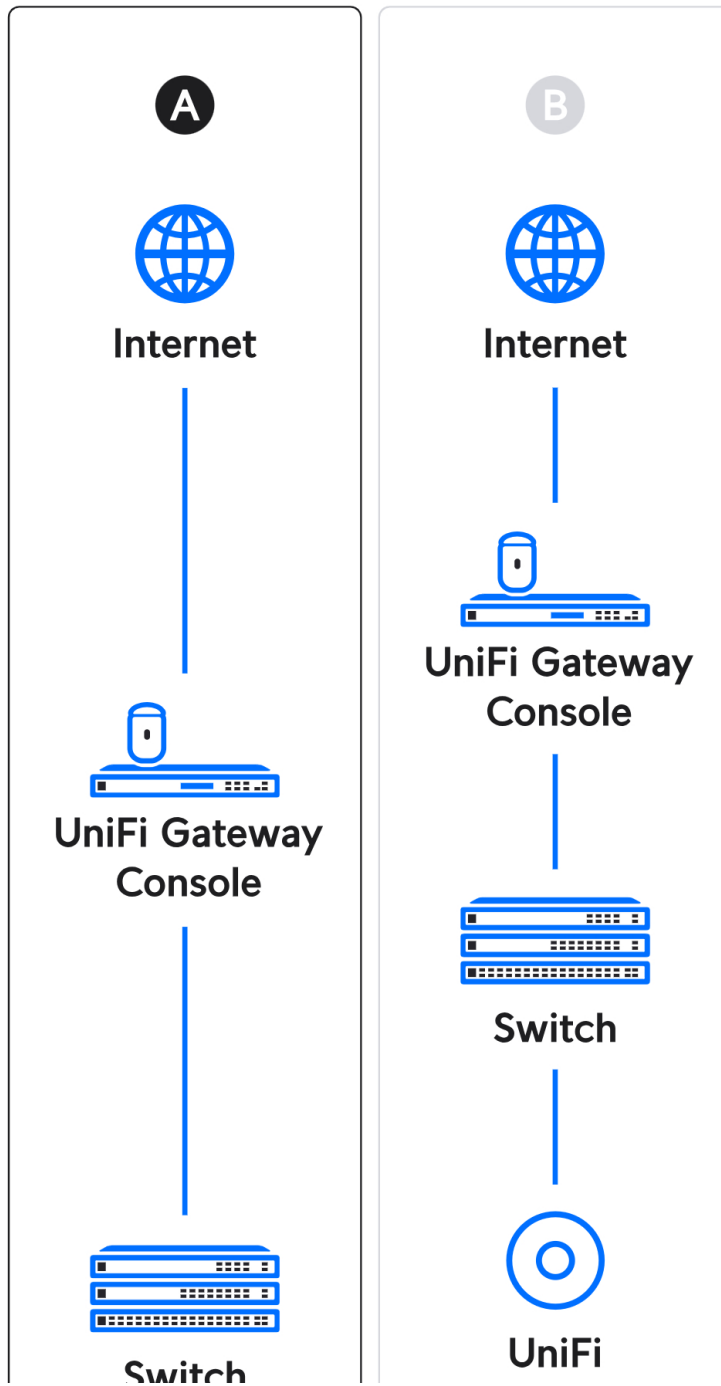 A
Internet
UniFi Gateway
Console
Switch
B
Internet
UniFi Gateway
Console
Switch
UniFi